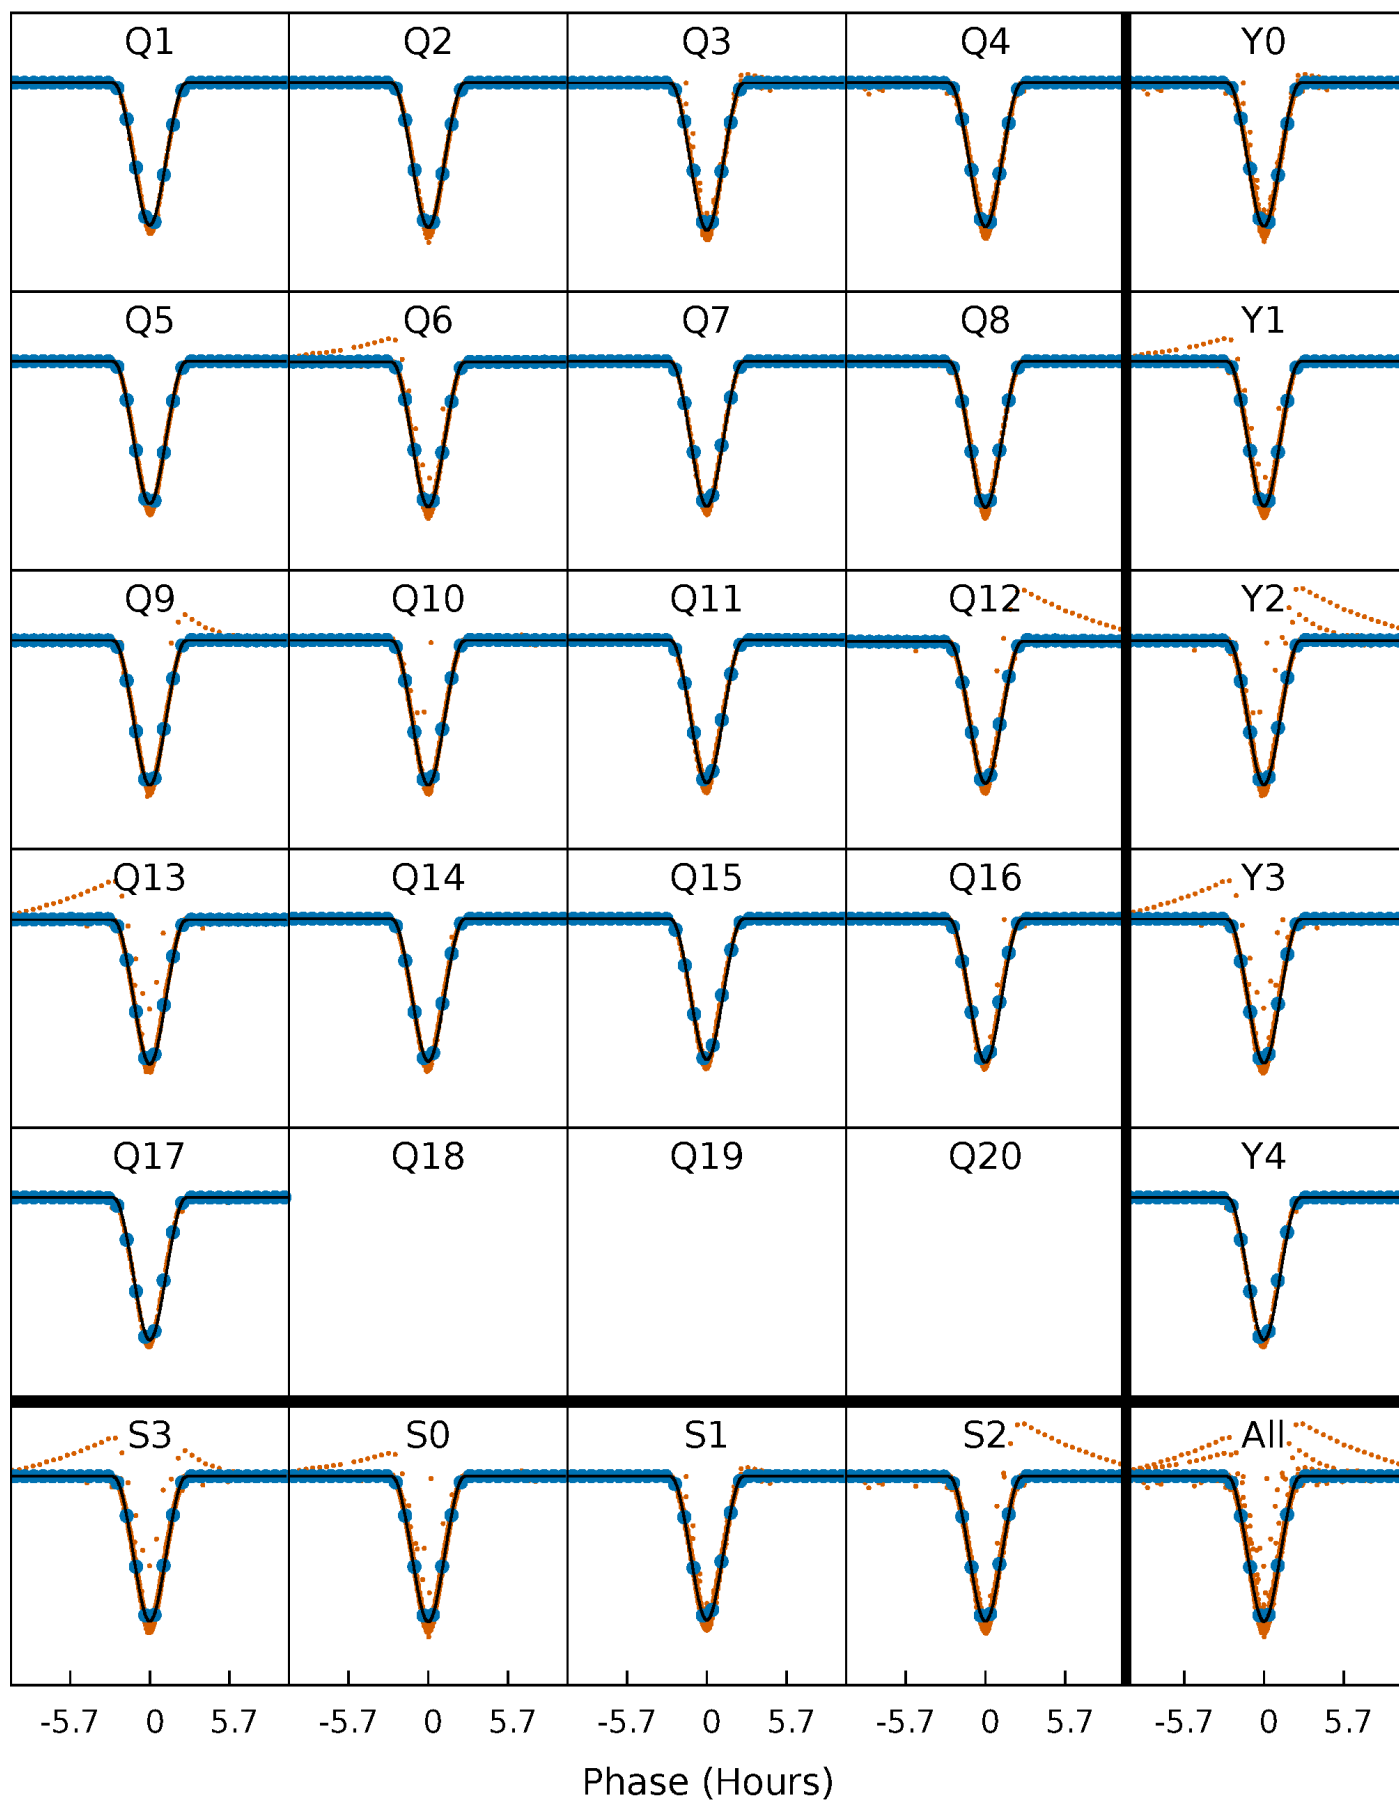 Q1 Q2 Q3 Q4 Y0
Q5 Q6 Q7 Q8 Y1
Q9 Q10 Q11 Q12 Y2
Q13 Q14 Q15 Q16 Y3
Q17 Q18 Q19 Q20 Y4
S3 S0 S1 S2 All
-5.7 0 5.7 -5.7 0 5.7 -5.7 0 5.7 -5.7 0 5.7 -5.7 0 5.7
Phase (Hours)